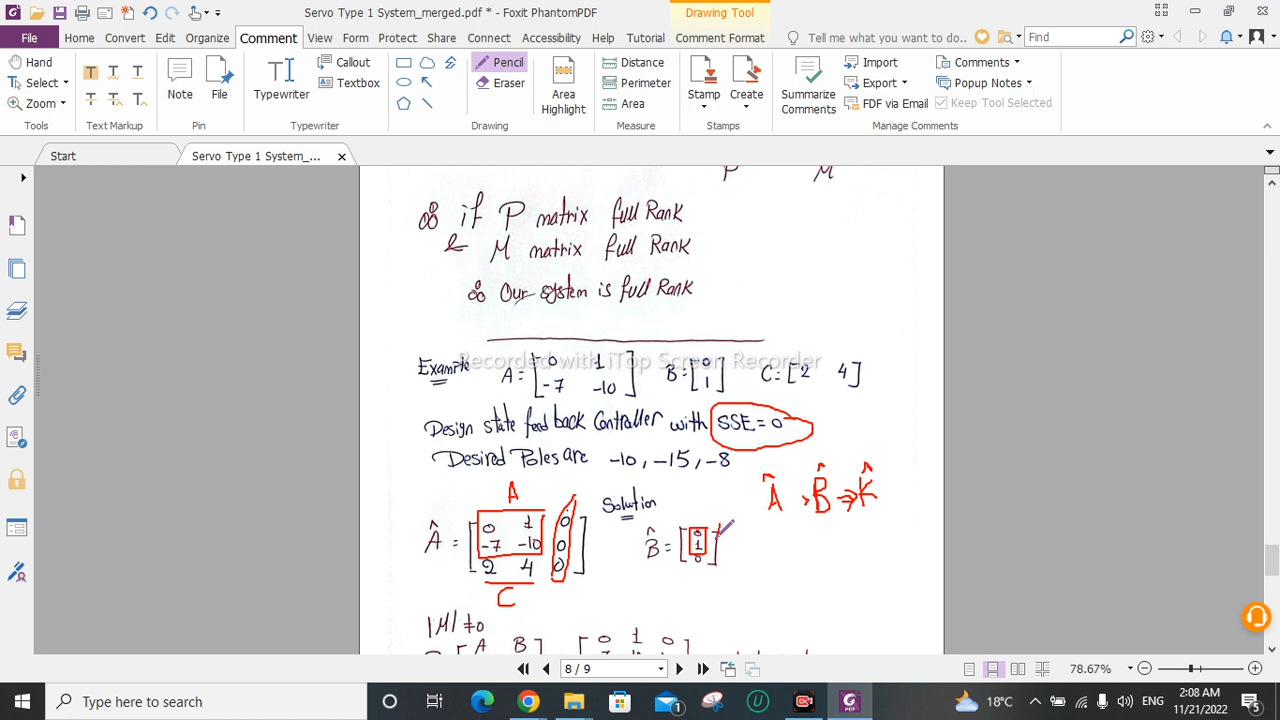 Servo Type 1 System_merged.pdf * - Foxit PhantomPDF
Drawing Tool
File Home Convert Edit Organize Comment View Form Protect Share Connect Accessibility Help Tutorial Comment Format Tell me what you want to do... Find
Hand
Select
Zoom
Tools
Text Markup
Note
File
Pin
Typewriter
Callout
Textbox
Typewriter
Pencil
Eraser
Drawing
Area Highlight
Distance
Perimeter
Area
Measure
Stamp
Create
Stamps
Summarize Comments
Import
Export
FDF via Email
Comments
Popup Notes
Keep Tool Selected
Manage Comments
Start
Servo Type 1 System_...
P M
if P matrix full Rank
& M matrix full Rank
Our system is full Rank
Recorded with iTop Screen Recorder
Example A = [0 1 -7 -10] B = [0 1] C = [2 4]
Design state feed back Controller with SSE = 0
Desired Poles are -10, -15, -8
Â , B̂ ⇒ K̂
A
Solution
Â = [0 1 0 -7 -10 0 2 4 0] B̂ = [0 1 0]
C
|M| ≠0
A B 0 1 0
8 / 9
78.67%
Type here to search
1
18°C
ENG
2:08 AM
11/21/2022
5